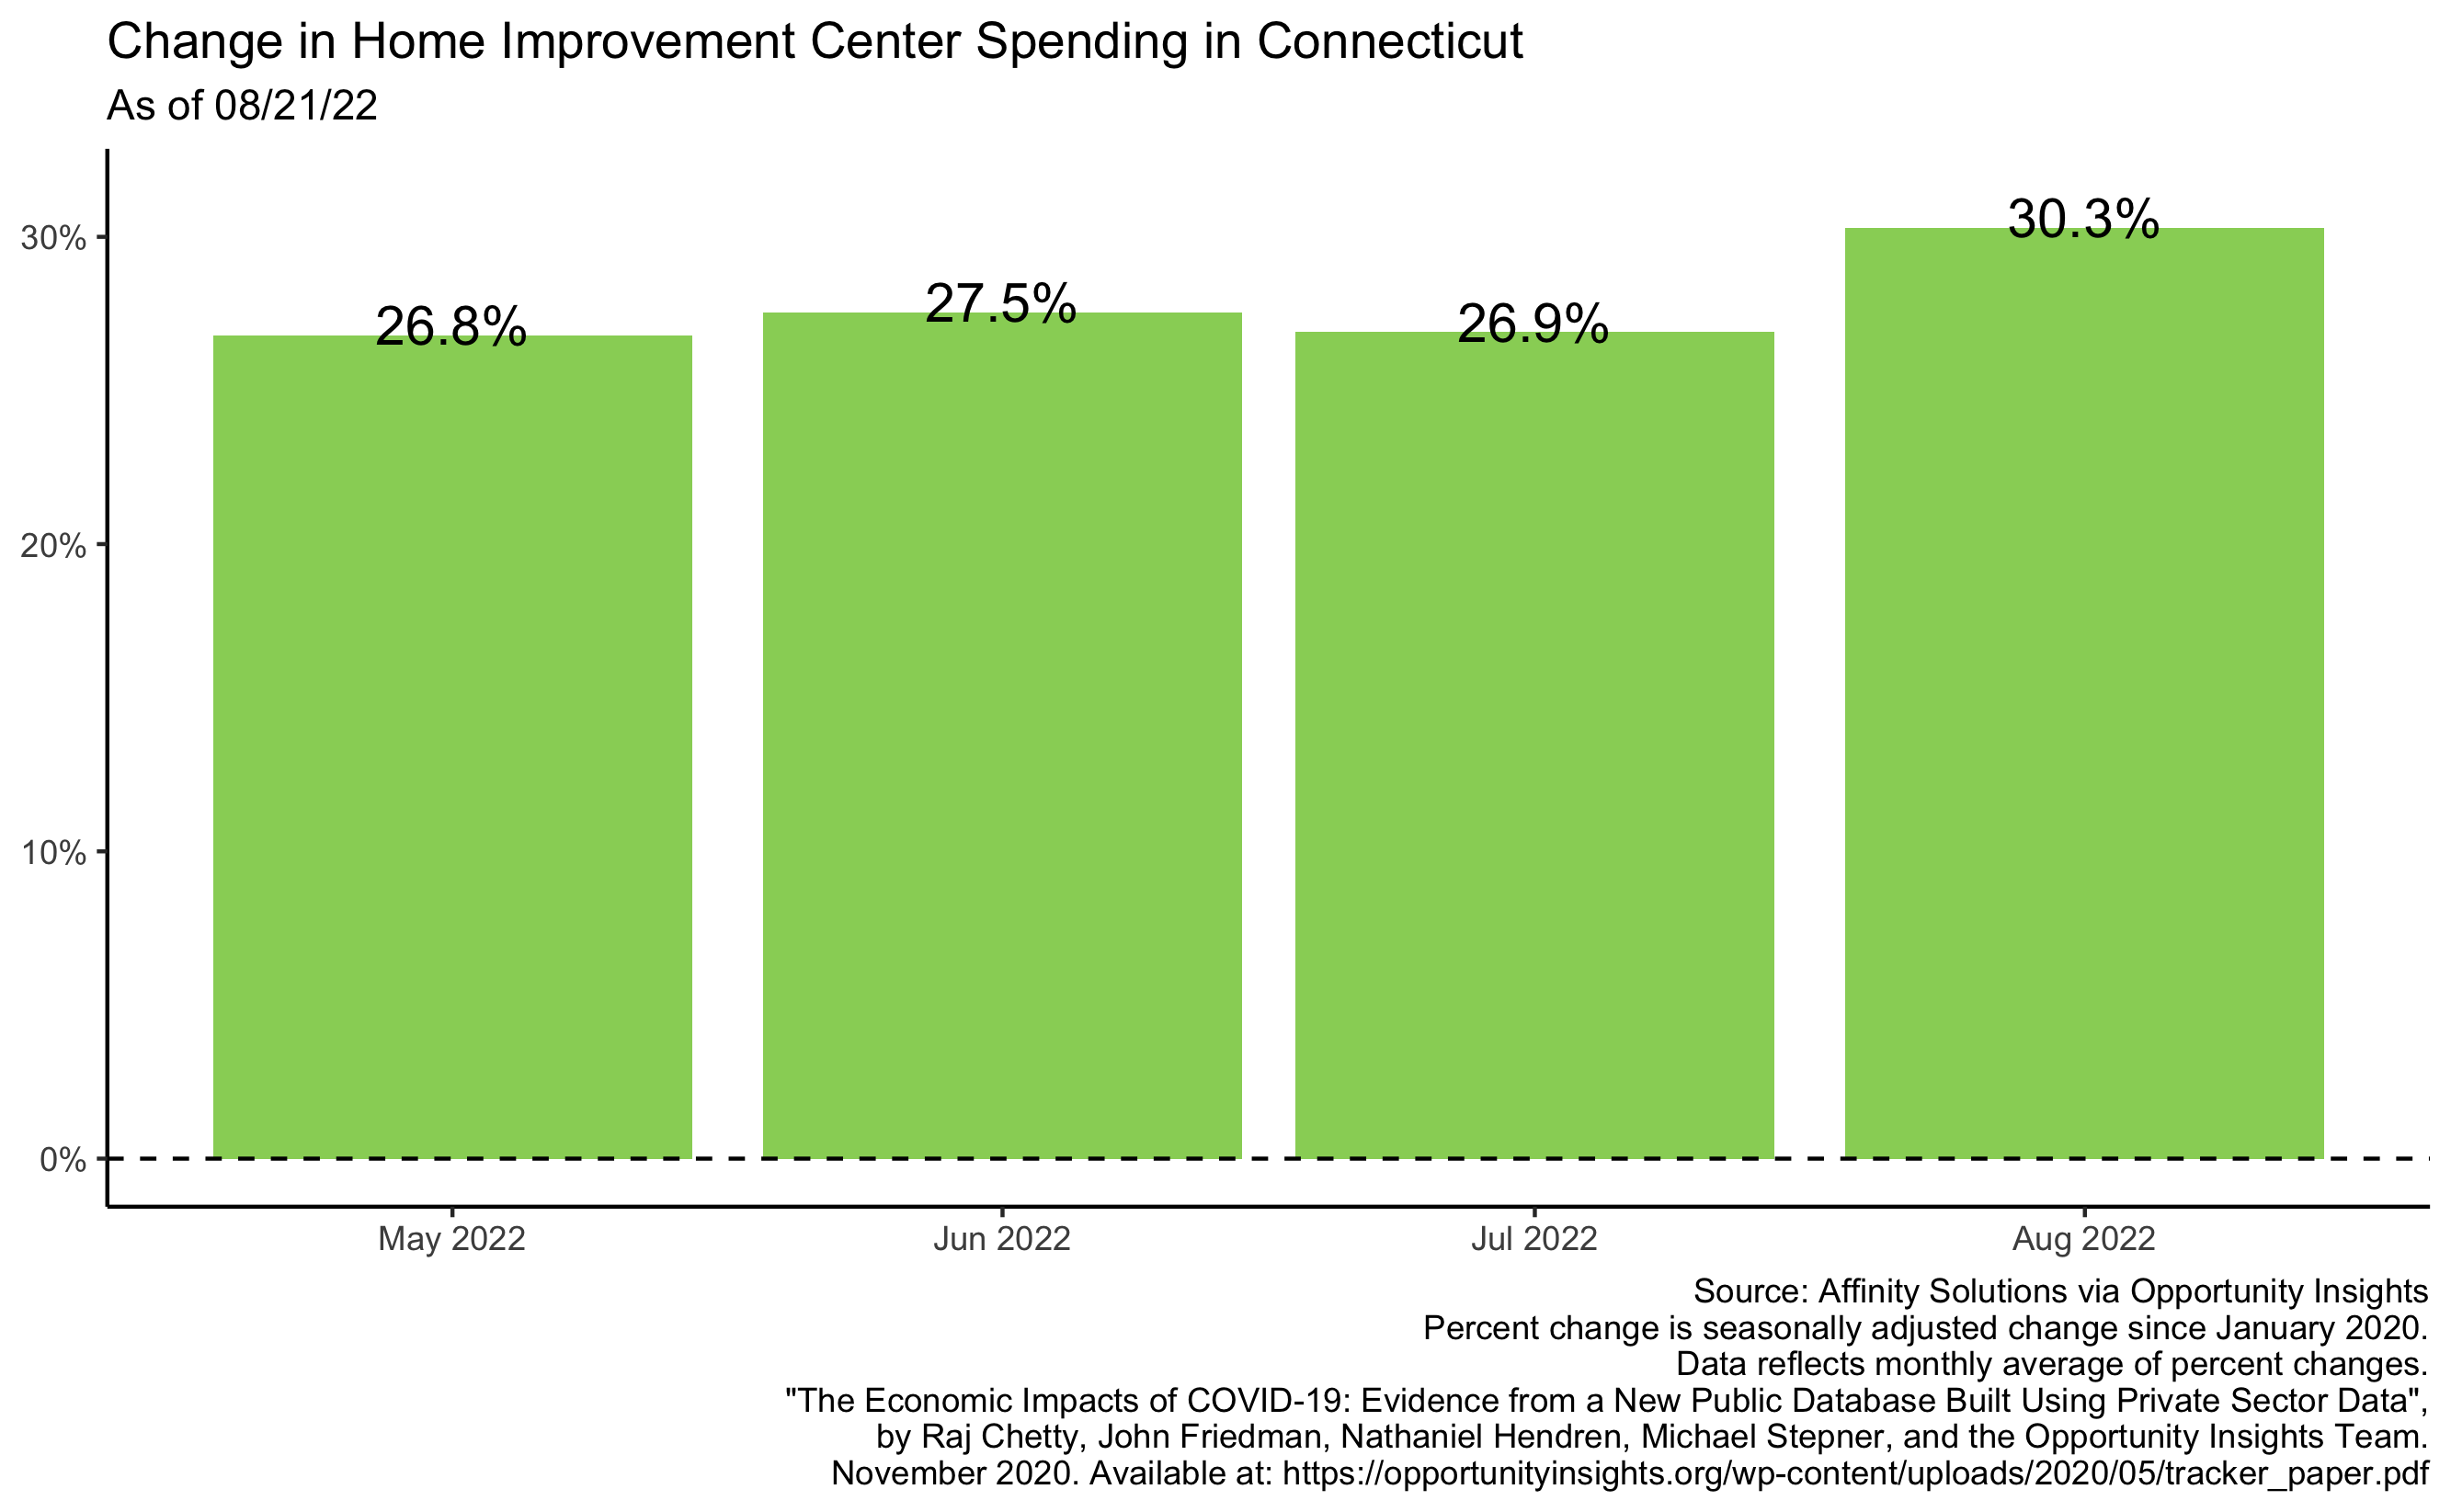 Change in Home Improvement Center Spending in Connecticut
As of 08/21/22
30%
20%
10%
0%
26.8%
27.5%
26.9%
30.3%
May 2022
Jun 2022
Jul 2022
Aug 2022
Source: Affinity Solutions via Opportunity Insights
Percent change is seasonally adjusted change since January 2020.
Data reflects monthly average of percent changes.
"The Economic Impacts of COVID-19: Evidence from a New Public Database Built Using Private Sector Data",
by Raj Chetty, John Friedman, Nathaniel Hendren, Michael Stepner, and the Opportunity Insights Team.
November 2020. Available at: https://opportunityinsights.org/wp-content/uploads/2020/05/tracker_paper.pdf